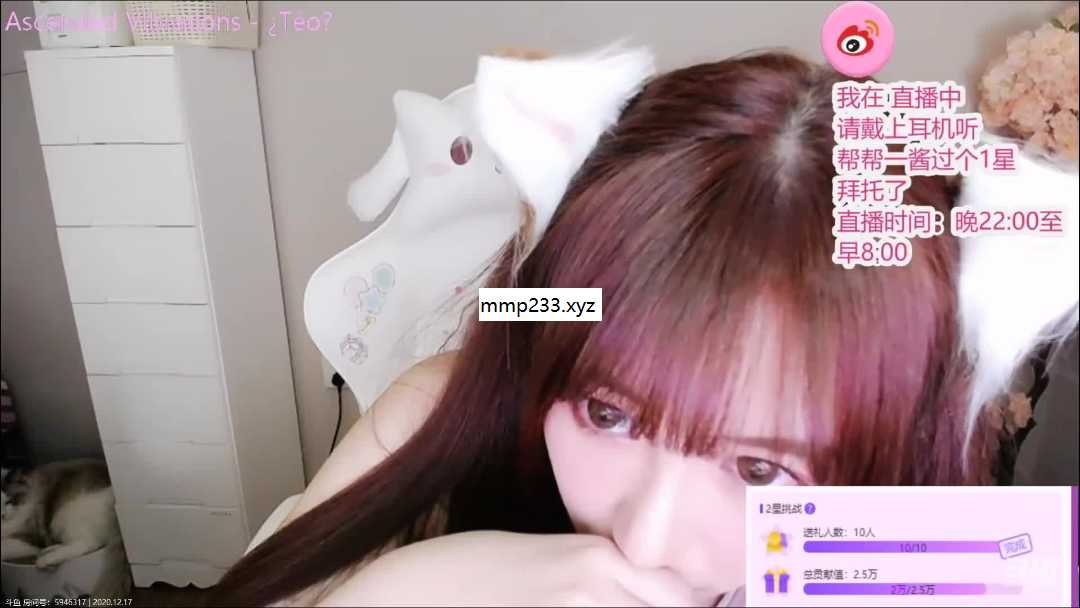 Ascended Vibrations - ¿Téo?
我在 直播中
请戴上耳机听
帮帮一酱过个1星
拜托了
直播时间：晚22:00至
早8:00
mmp233.xyz
2星挑战 ?
送礼人数：10人
10/10
完成
总贡献值：2.5万
2万/2.5万
斗鱼 房间号：5946317 | 2020.12.17